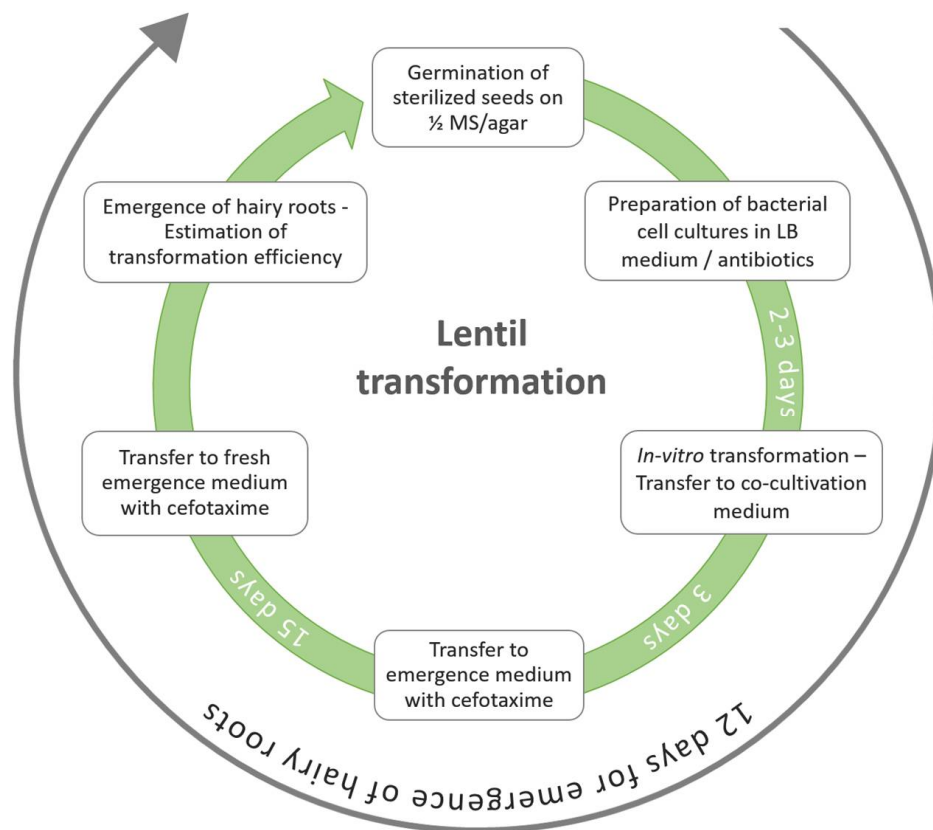 Germination of
sterilized seeds on
½ MS/agar
Preparation of bacterial
cell cultures in LB
medium / antibiotics
2-3 days
In-vitro transformation –
Transfer to co-cultivation
medium
3 days
Transfer to
emergence medium
with cefotaxime
15 days
Transfer to fresh
emergence medium
with cefotaxime
Emergence of hairy roots -
Estimation of
transformation efficiency
Lentil
transformation
12 days for emergence of hairy roots